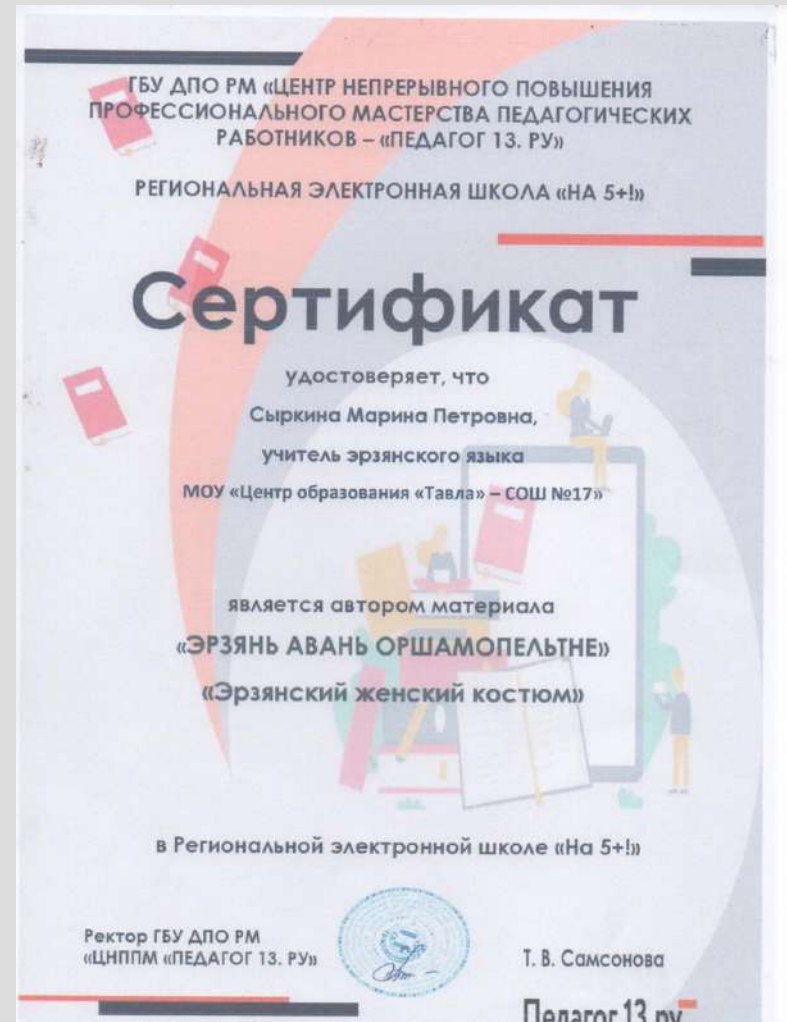 ГБУ ДПО РМ «ЦЕНТР НЕПРЕРЫВНОГО ПОВЫШЕНИЯ
ПРОФЕССИОНАЛЬНОГО МАСТЕРСТВА ПЕДАГОГИЧЕСКИХ
РАБОТНИКОВ – «ПЕДАГОГ 13. РУ»
РЕГИОНАЛЬНАЯ ЭЛЕКТРОННАЯ ШКОЛА «НА 5+!»
Сертификат
удостоверяет, что
Сыркина Марина Петровна,
учитель эрзянского языка
МОУ «Центр образования «Тавла» – СОШ №17»
является автором материала
«ЭРЗЯНЬ АВАНЬ ОРШАМОПЕЛЬТНЕ»
«Эрзянский женский костюм»
в Региональной электронной школе «На 5+!»
Ректор ГБУ ДПО РМ
«ЦНППМ «ПЕДАГОГ 13. РУ»
Т. В. Самсонова
Педагог 13.ру